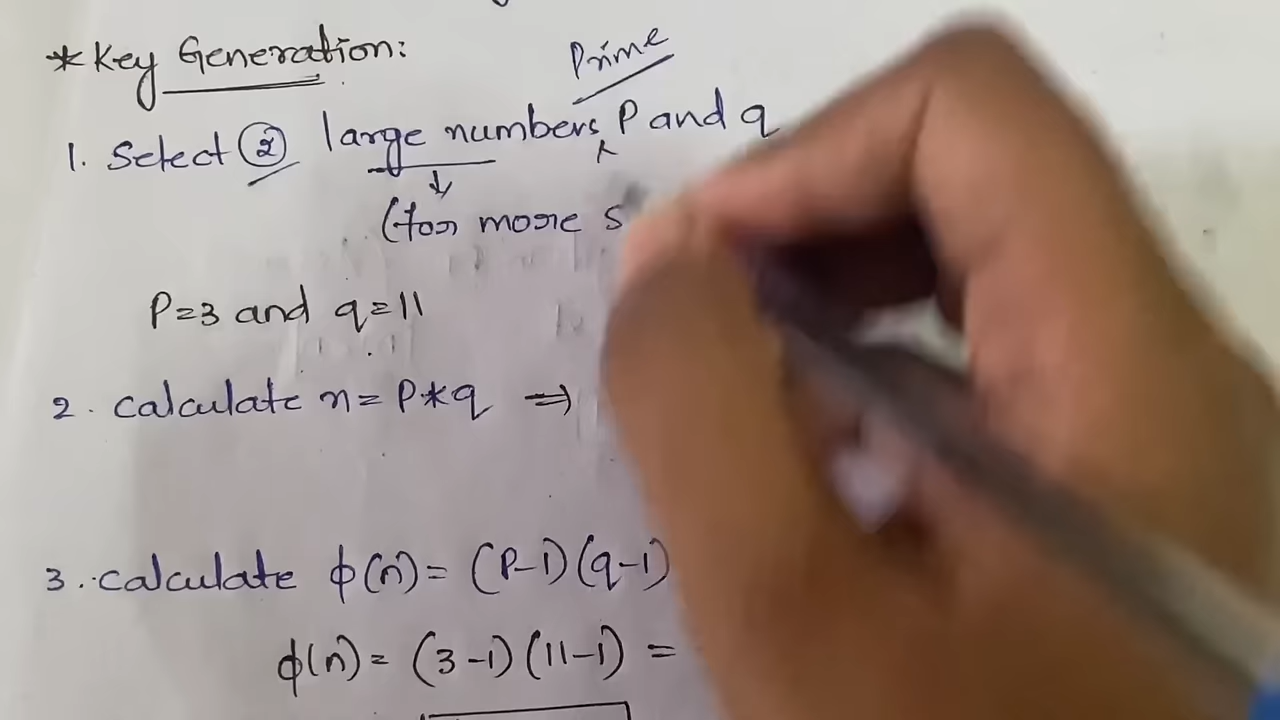 *Key Generation:
Prime
1. Select ② large numbers P and q
(for more s
P=3 and q=11
2. calculate n= P*q ⇒
3. calculate ϕ(n)= (P-1)(q-1)
ϕ(n)= (3-1)(11-1) =